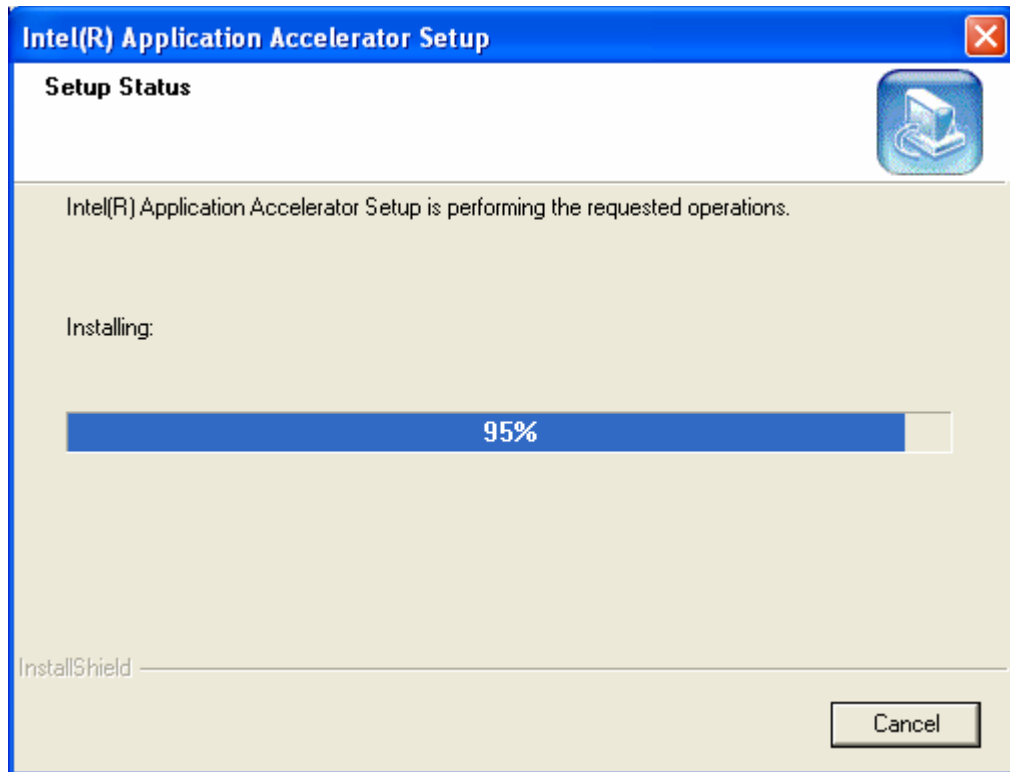 Intel(R) Application Accelerator Setup
Setup Status
Intel(R) Application Accelerator Setup is performing the requested operations.
Installing:
95%
InstallShield
Cancel